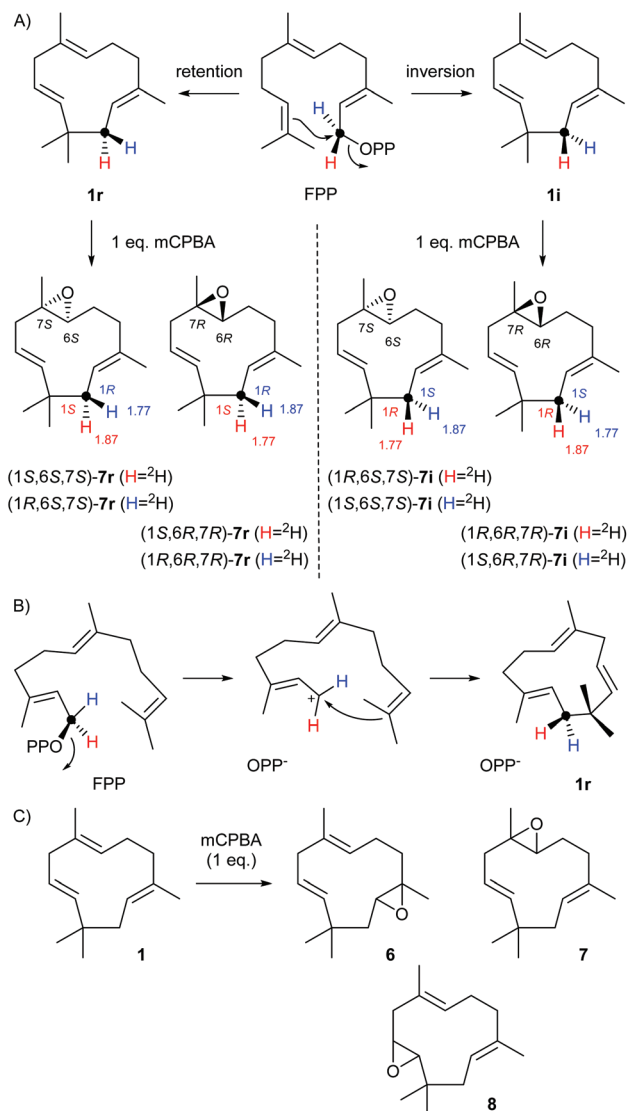 A)
retention
inversion
H
H
OPP
H
H
H
H
1r
FPP
1i
1 eq. mCPBA
1 eq. mCPBA
O
7S
6S
1R
1S
H
1.77
H
1.87
O
7R
6R
1R
1S
H
1.87
H
1.77
O
7S
6S
1S
1R
H
H
1.77
1.87
O
7R
6R
1S
1R
H
H
1.77
1.87
(1S,6S,7S)-7r (H=²H)
(1R,6S,7S)-7r (H=²H)
(1R,6S,7S)-7i (H=²H)
(1S,6S,7S)-7i (H=²H)
(1S,6R,7R)-7r (H=²H)
(1R,6R,7R)-7r (H=²H)
(1R,6R,7R)-7i (H=²H)
(1S,6R,7R)-7i (H=²H)
B)
H
H
PPO
FPP
+
H
H
OPP⁻
H
H
OPP⁻
1r
C)
mCPBA
(1 eq.)
O
O
1
6
7
O
8